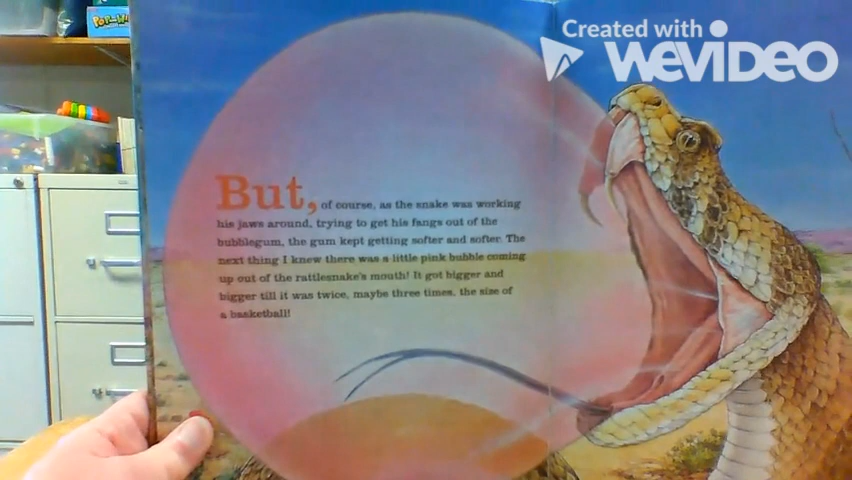 POP-
Created with
WEVIDEO
But, of course, as the snake was working
his jaws around, trying to get his fangs out of the
bubblegum, the gum kept getting softer and softer. The
next thing I knew there was a little pink bubble coming
up out of the rattlesnake's mouth! It got bigger and
bigger till it was twice, maybe three times, the size of
a basketball!